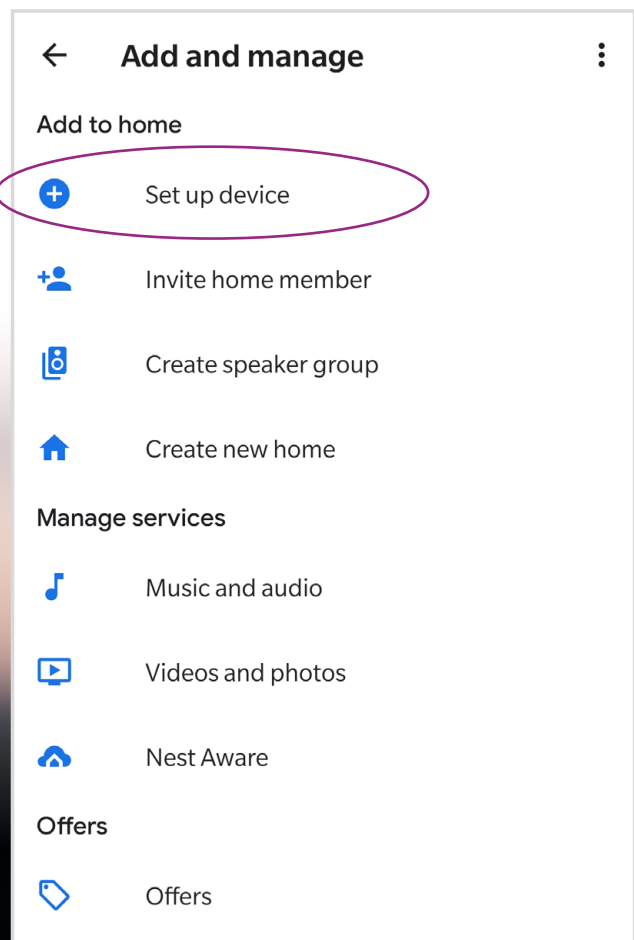 Add and manage
Add to home
Set up device
Invite home member
Create speaker group
Create new home
Manage services
Music and audio
Videos and photos
Nest Aware
Offers
Offers